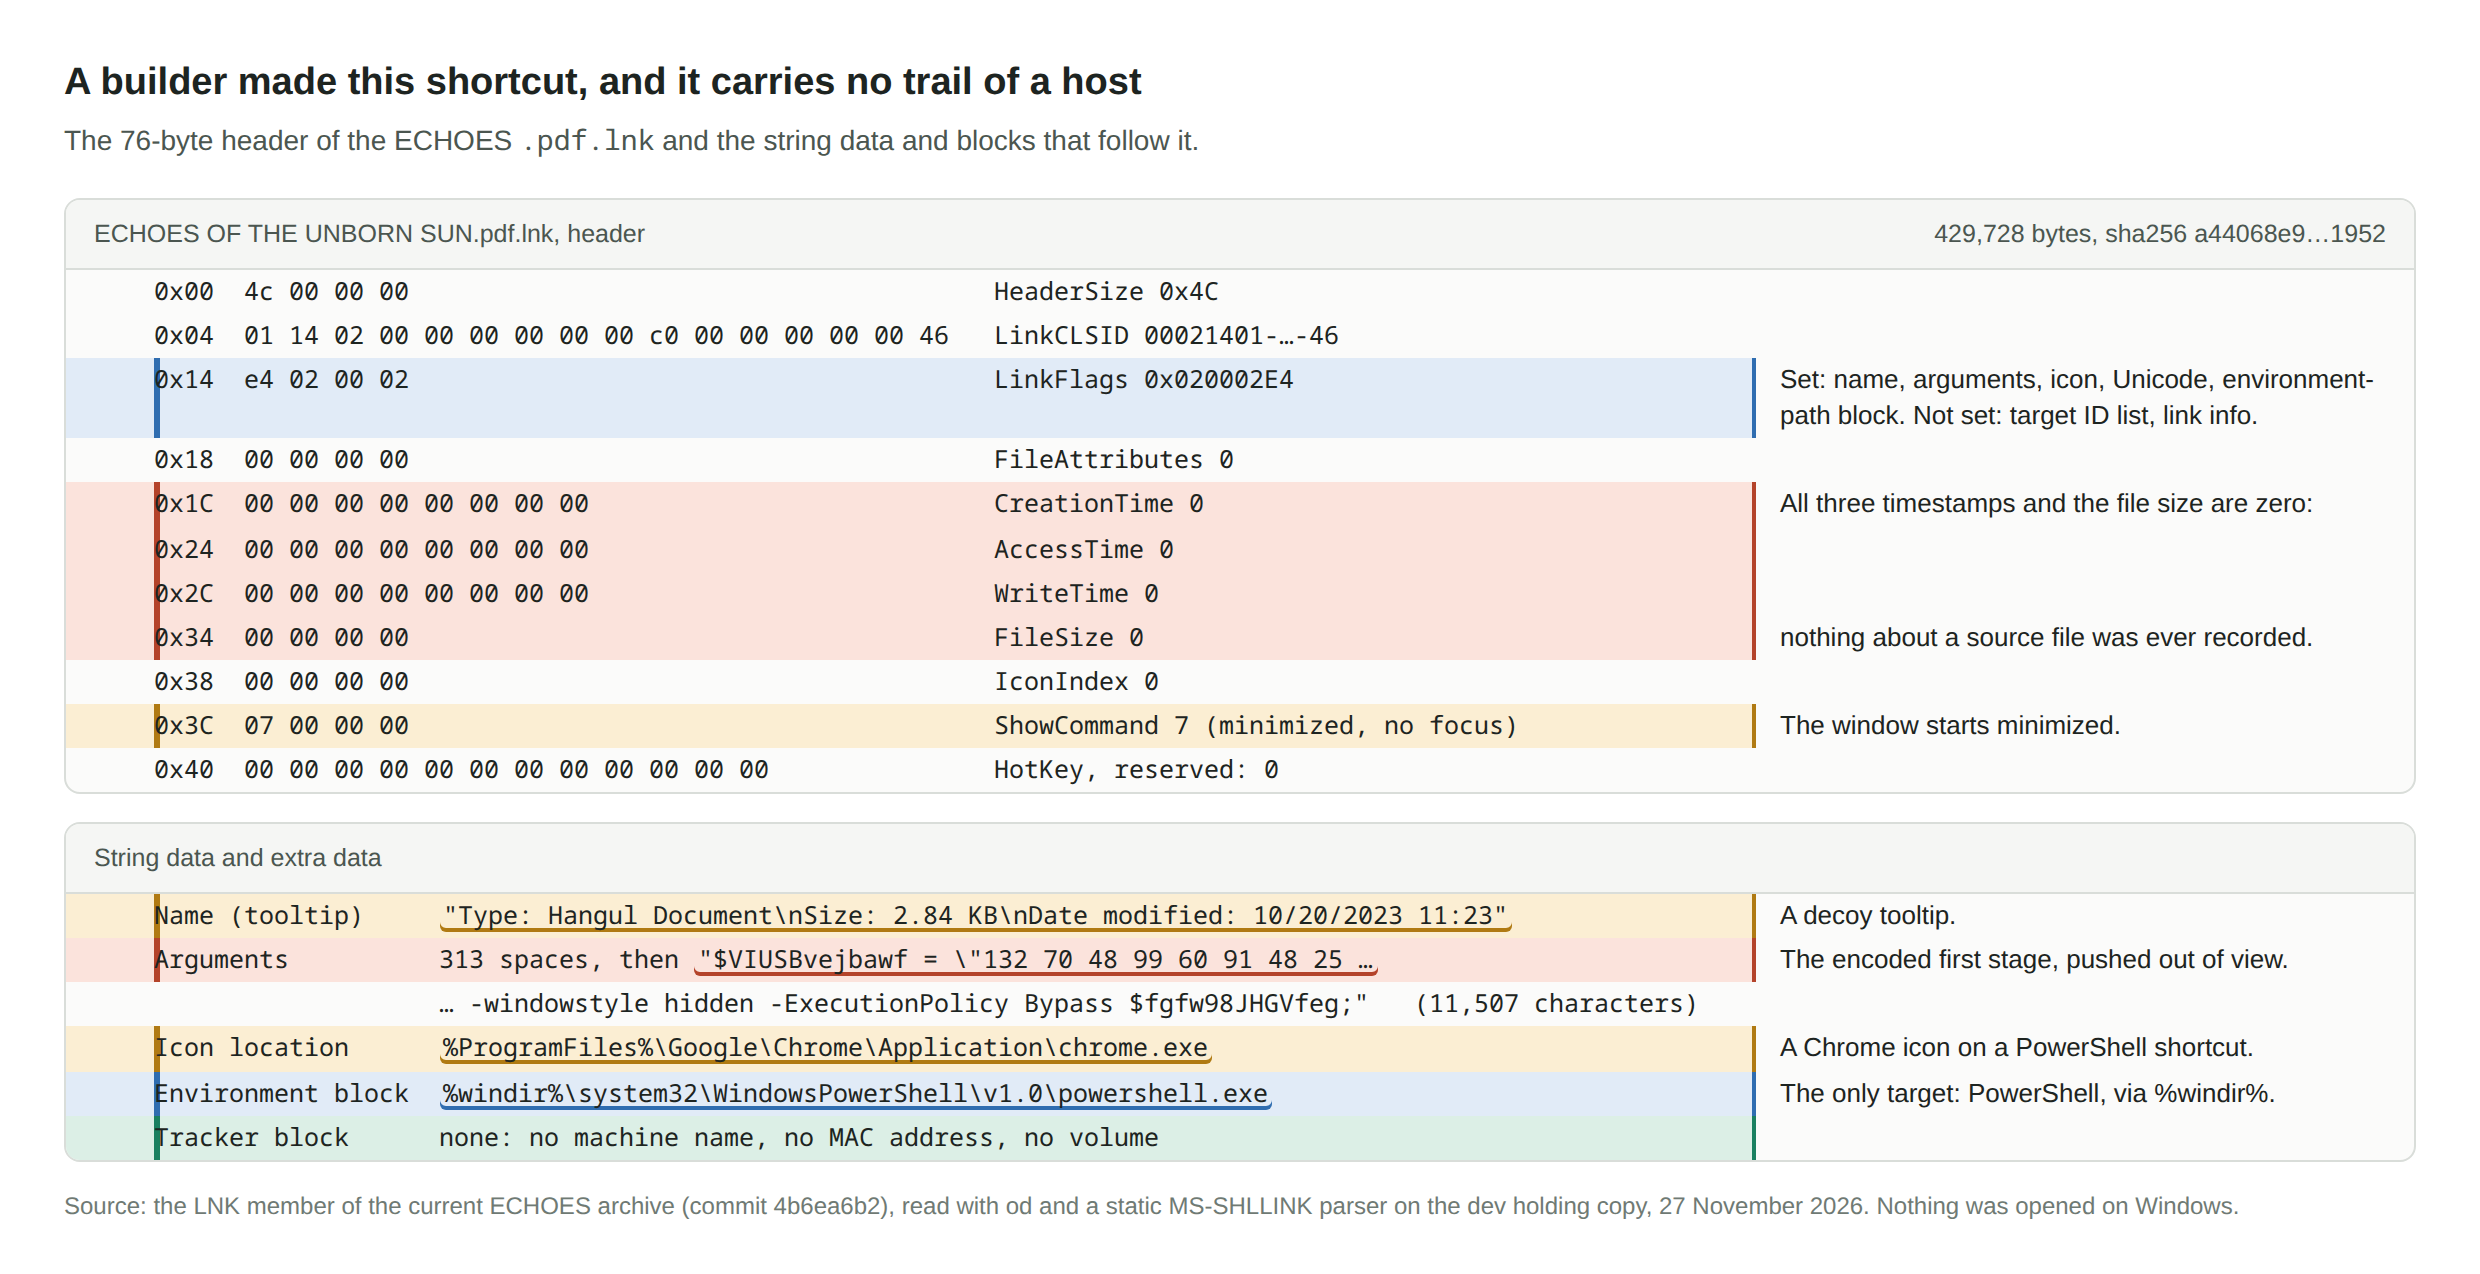 A builder made this shortcut, and it carries no trail of a host
The 76-byte header of the ECHOES .pdf.lnk and the string data and blocks that follow it.
ECHOES OF THE UNBORN SUN.pdf.lnk, header 429,728 bytes, sha256 a44068e9…1952
0x00 4c 00 00 00 HeaderSize 0x4C
0x04 01 14 02 00 00 00 00 00 00 c0 00 00 00 00 00 46 LinkCLSID 00021401-…-46
0x14 e4 02 00 02 LinkFlags 0x020002E4 Set: name, arguments, icon, Unicode, environment-
path block. Not set: target ID list, link info.
0x18 00 00 00 00 FileAttributes 0
0x1C 00 00 00 00 00 00 00 00 CreationTime 0 All three timestamps and the file size are zero:
0x24 00 00 00 00 00 00 00 00 AccessTime 0
0x2C 00 00 00 00 00 00 00 00 WriteTime 0
0x34 00 00 00 00 FileSize 0 nothing about a source file was ever recorded.
0x38 00 00 00 00 IconIndex 0
0x3C 07 00 00 00 ShowCommand 7 (minimized, no focus) The window starts minimized.
0x40 00 00 00 00 00 00 00 00 00 00 00 00 HotKey, reserved: 0
String data and extra data
Name (tooltip) "Type: Hangul Document\nSize: 2.84 KB\nDate modified: 10/20/2023 11:23" A decoy tooltip.
Arguments 313 spaces, then "$VIUSBvejbawf = \"132 70 48 99 60 91 48 25 … The encoded first stage, pushed out of view.
… -windowstyle hidden -ExecutionPolicy Bypass $fgfw98JHGVfeg;" (11,507 characters)
Icon location %ProgramFiles%\Google\Chrome\Application\chrome.exe A Chrome icon on a PowerShell shortcut.
Environment block %windir%\system32\WindowsPowerShell\v1.0\powershell.exe The only target: PowerShell, via %windir%.
Tracker block none: no machine name, no MAC address, no volume
Source: the LNK member of the current ECHOES archive (commit 4b6ea6b2), read with od and a static MS-SHLLINK parser on the dev holding copy, 27 November 2026. Nothing was opened on Windows.